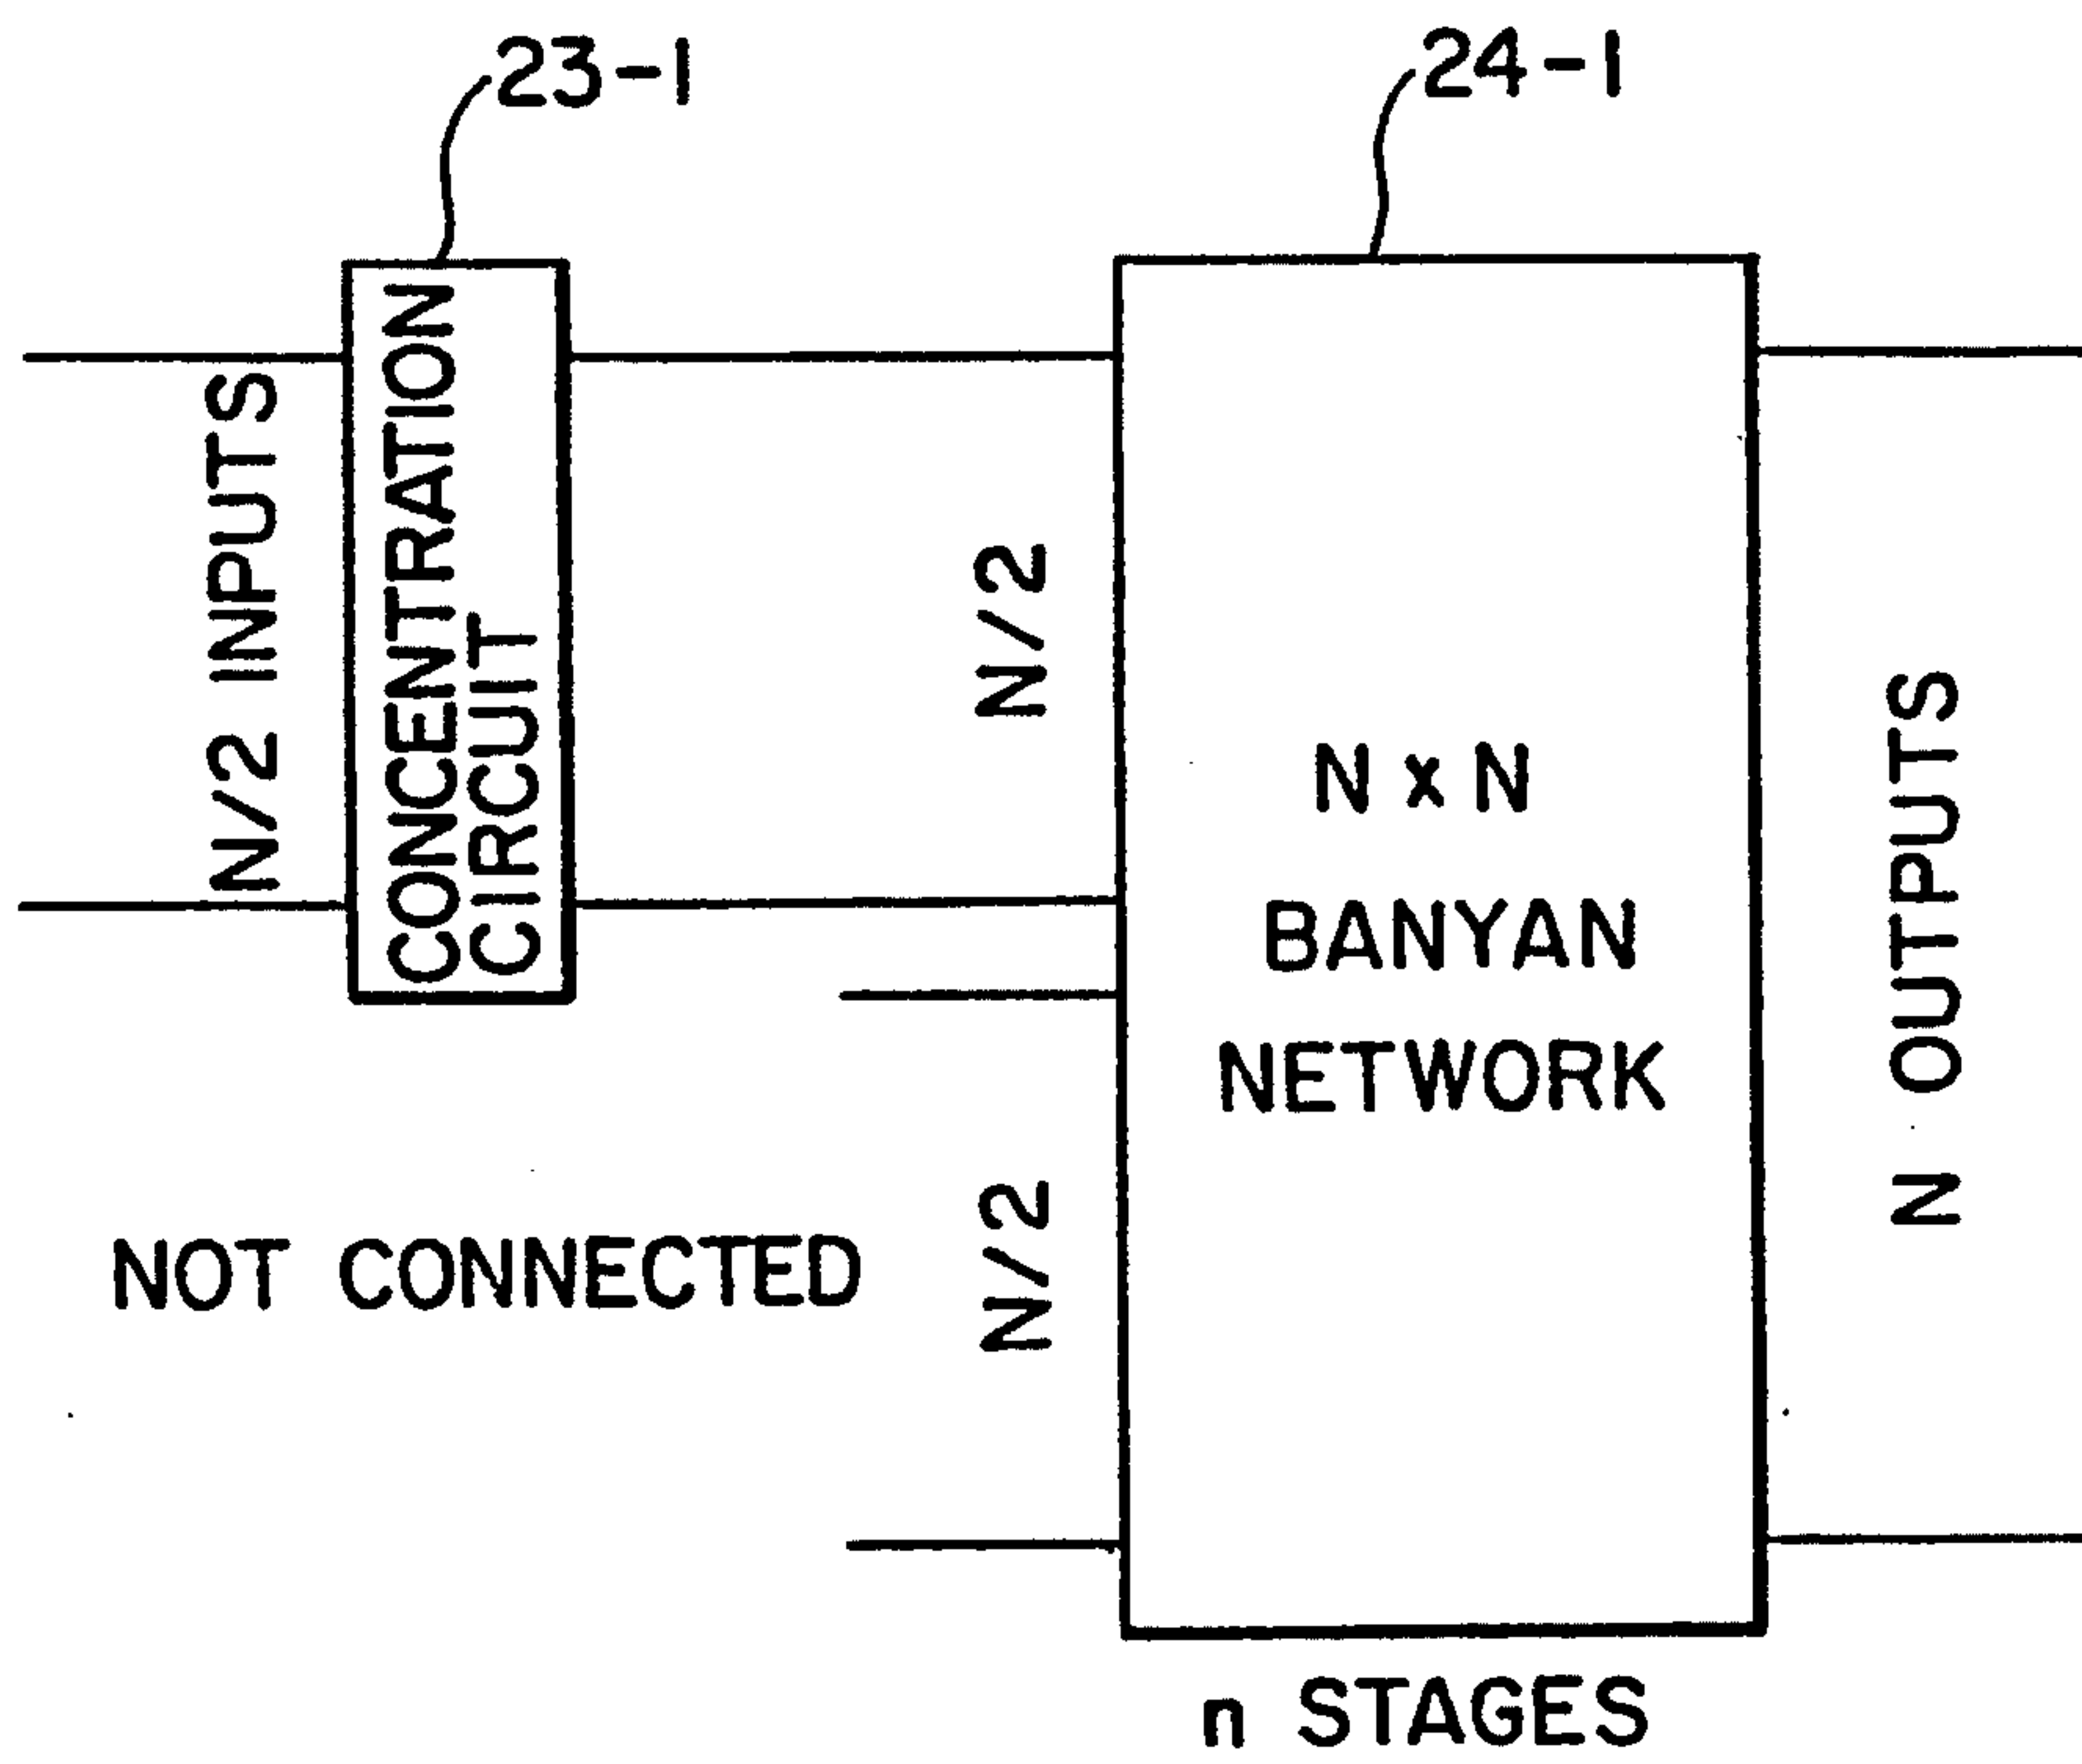 23-1
24-1
N/2 INPUTS
CONCENTRATION
CIRCUIT
N/2
N x N
BANYAN
NETWORK
N OUTPUTS
NOT CONNECTED
N/2
n STAGES